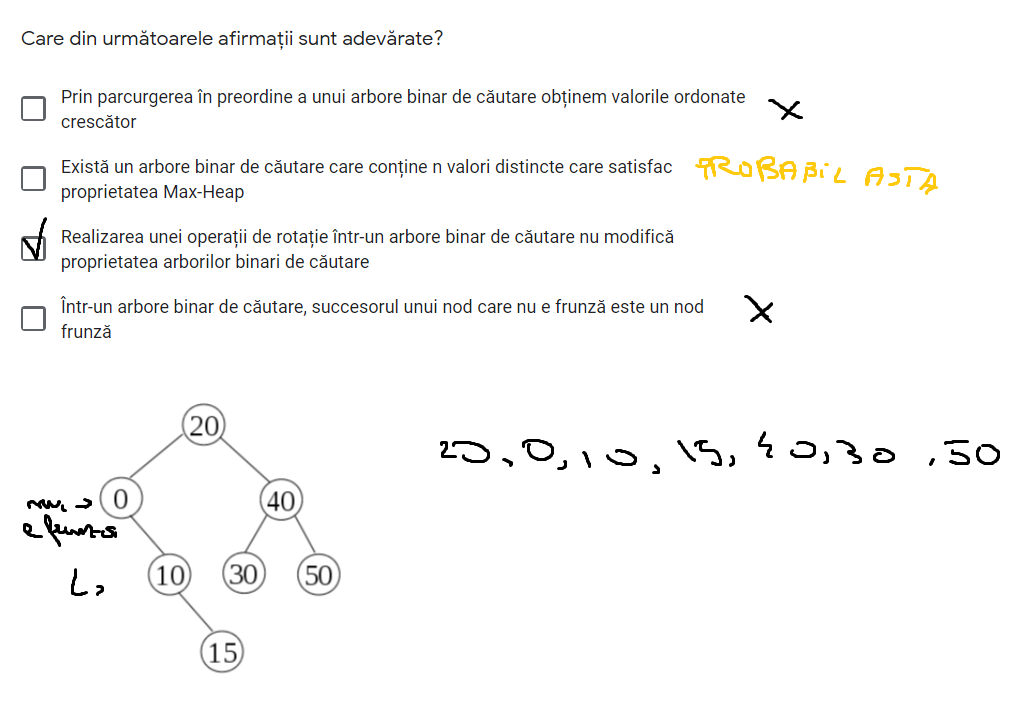 Care din următoarele afirmații sunt adevărate?
Prin parcurgerea în preordine a unui arbore binar de căutare obținem valorile ordonate
crescător
X
Există un arbore binar de căutare care conține n valori distincte care satisfac
proprietatea Max-Heap
PROBABIL ASTA
Realizarea unei operații de rotație într-un arbore binar de căutare nu modifică
proprietatea arborilor binari de căutare
Într-un arbore binar de căutare, succesorul unui nod care nu e frunză este un nod
frunză
X
20
20, 0, 10, 15, 40, 30, 50
nu →
0
40
e frunza
10
30
50
15